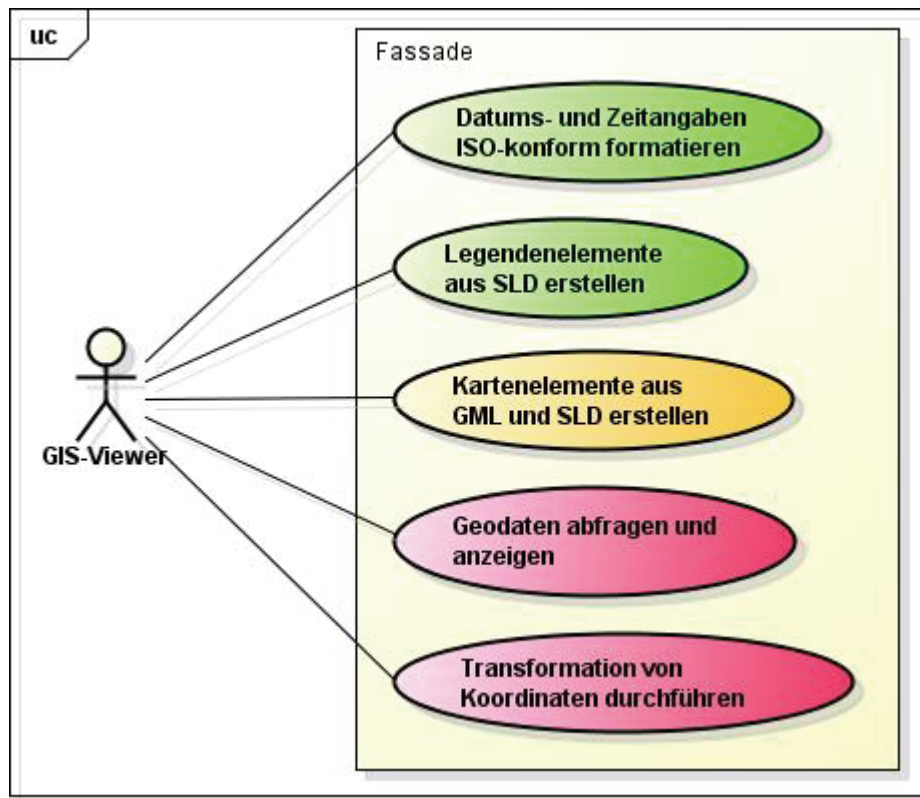 uc
Fassade
Datums- und Zeitangaben
ISO-konform formatieren
Legendenelemente
aus SLD erstellen
Kartenelemente aus
GML und SLD erstellen
GIS-Viewer
Geodaten abfragen und
anzeigen
Transformation von
Koordinaten durchführen